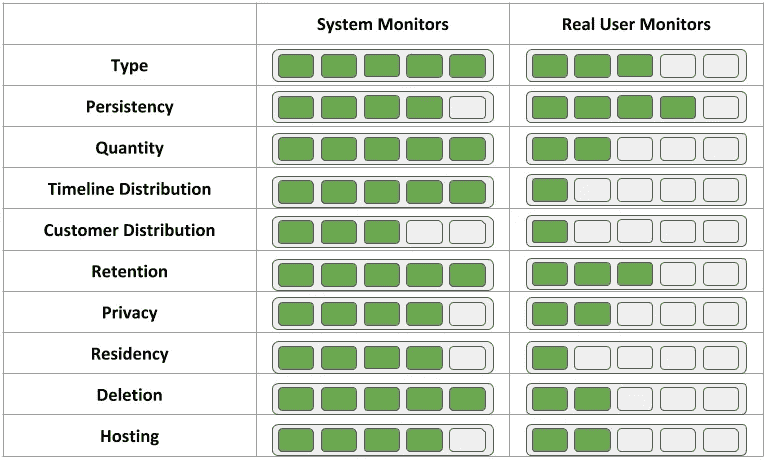 System Monitors
Real User Monitors
Type
Persistency
Quantity
Timeline Distribution
Customer Distribution
Retention
Privacy
Residency
Deletion
Hosting